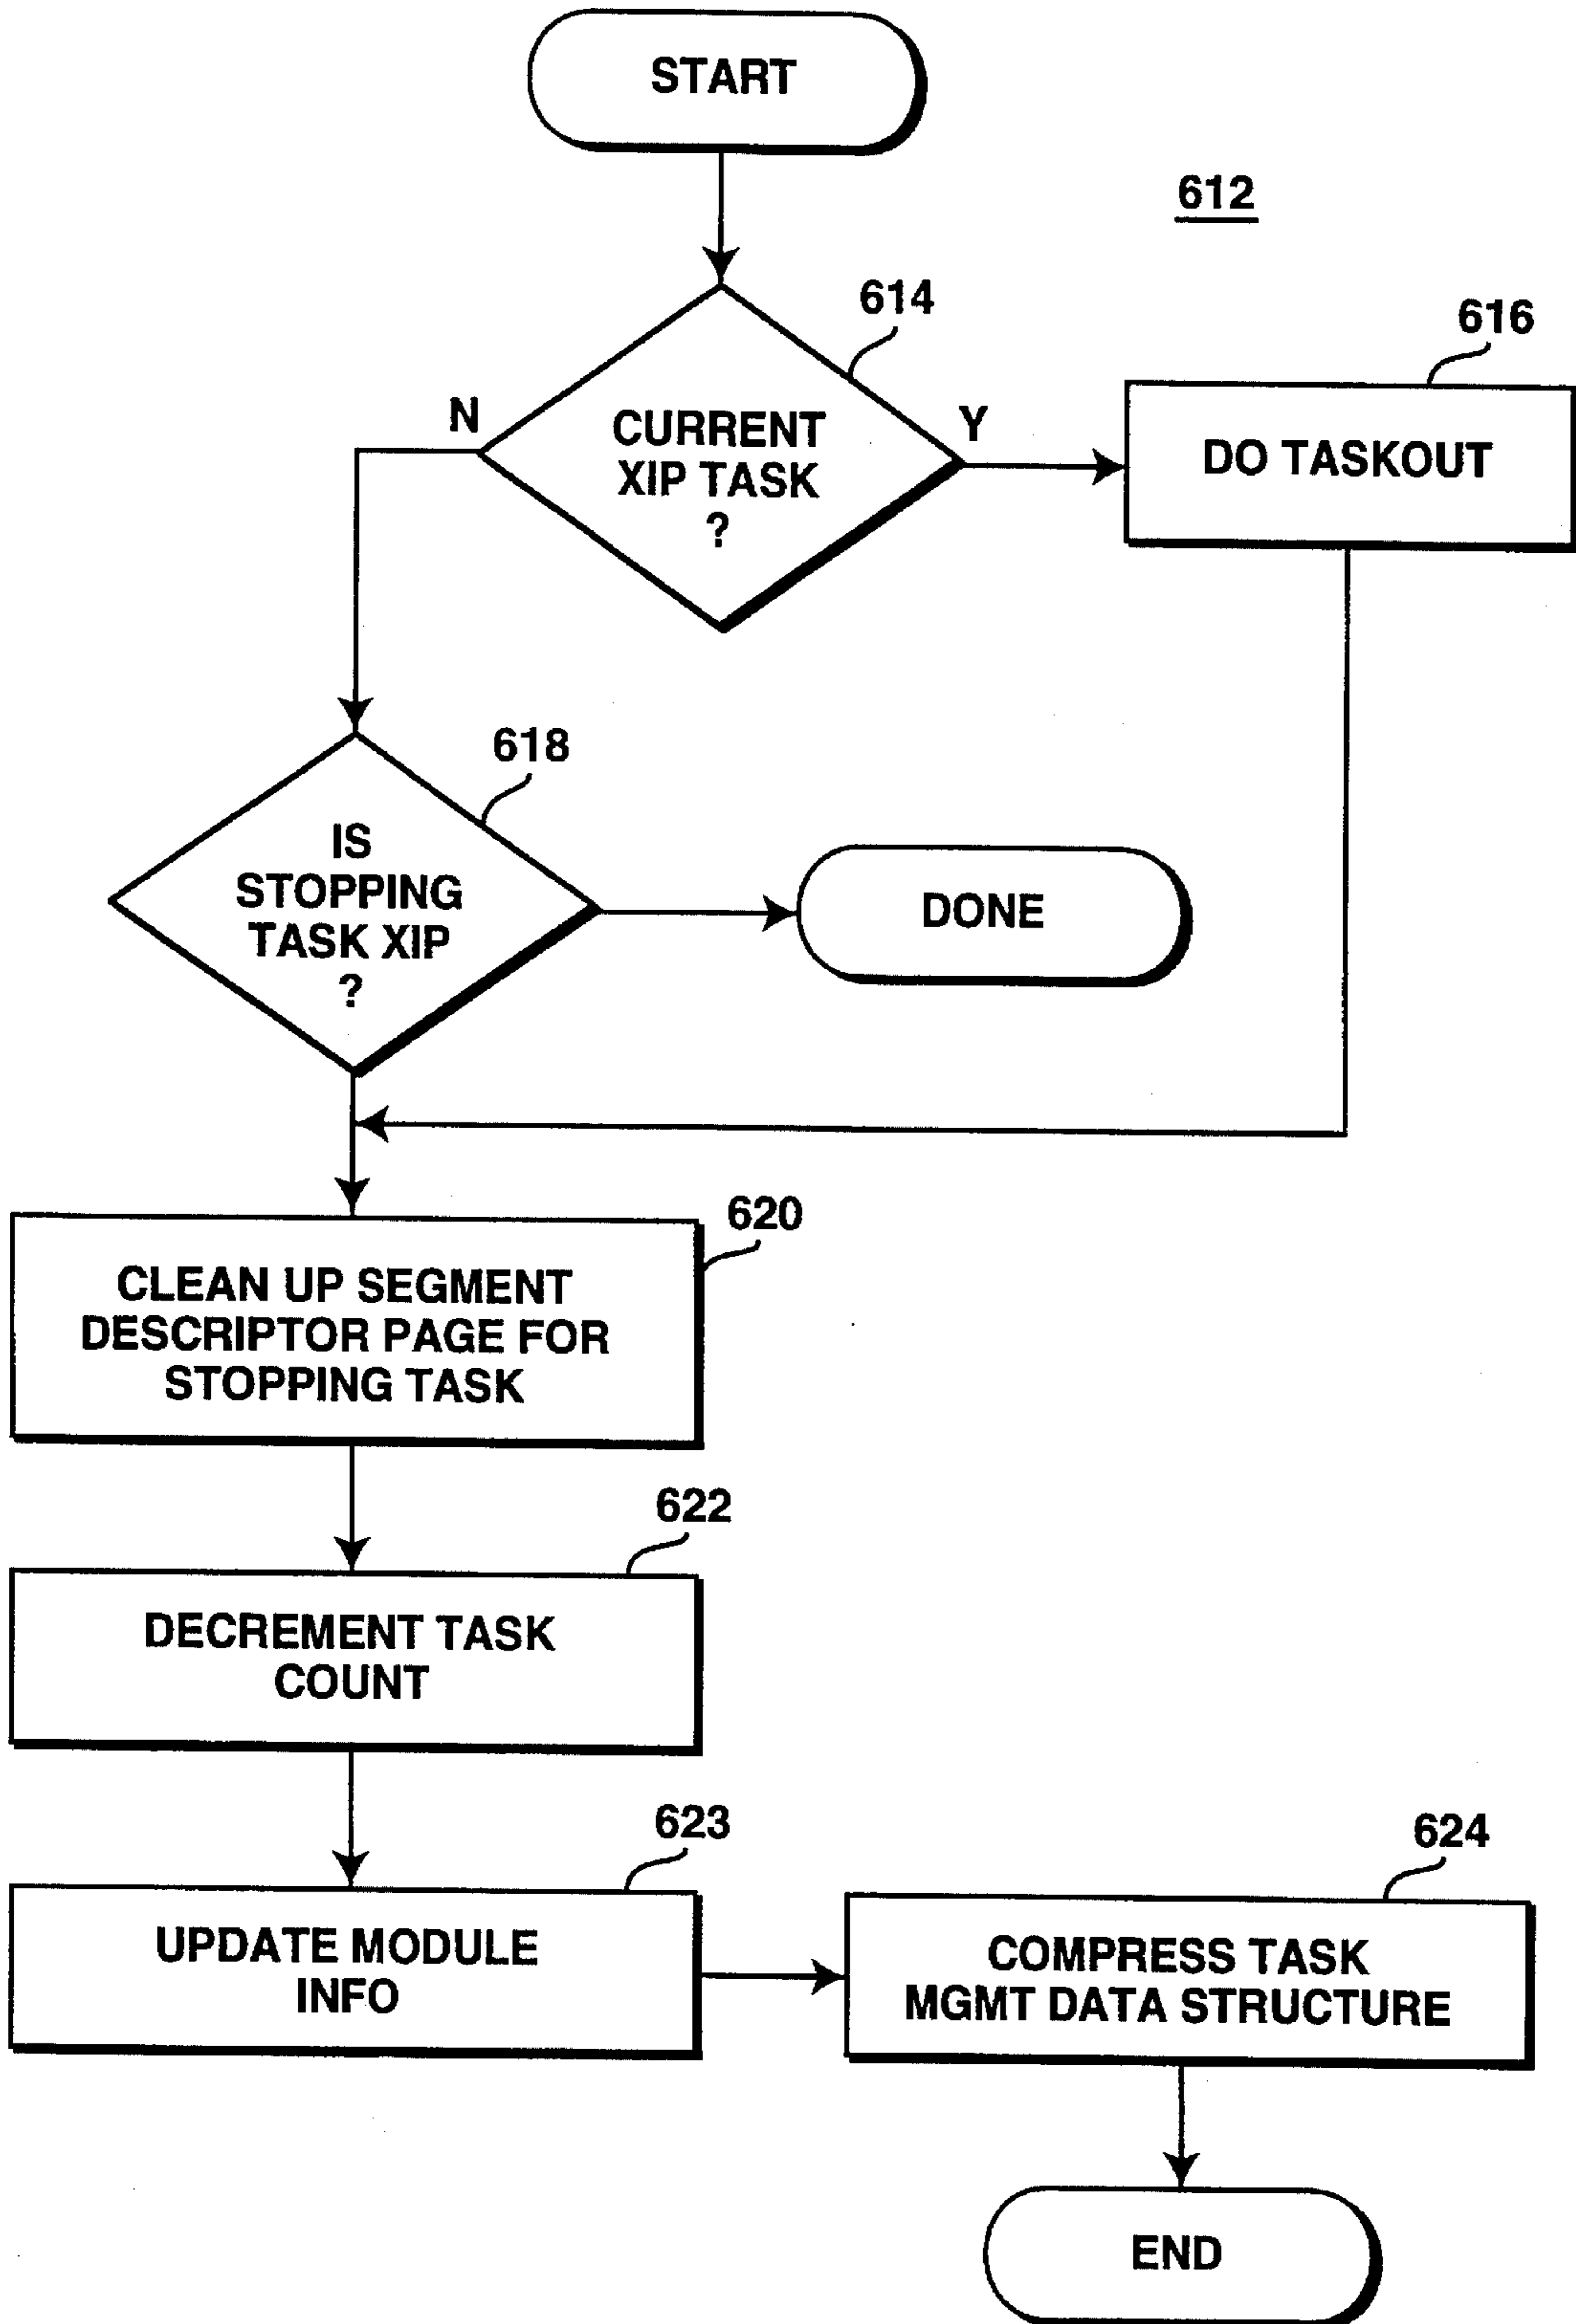 START
612
614
616
N
Y
CURRENT
XIP TASK
?
DO TASKOUT
618
IS
STOPPING
TASK XIP
?
DONE
620
CLEAN UP SEGMENT
DESCRIPTOR PAGE FOR
STOPPING TASK
622
DECREMENT TASK
COUNT
623
UPDATE MODULE
INFO
624
COMPRESS TASK
MGMT DATA STRUCTURE
END